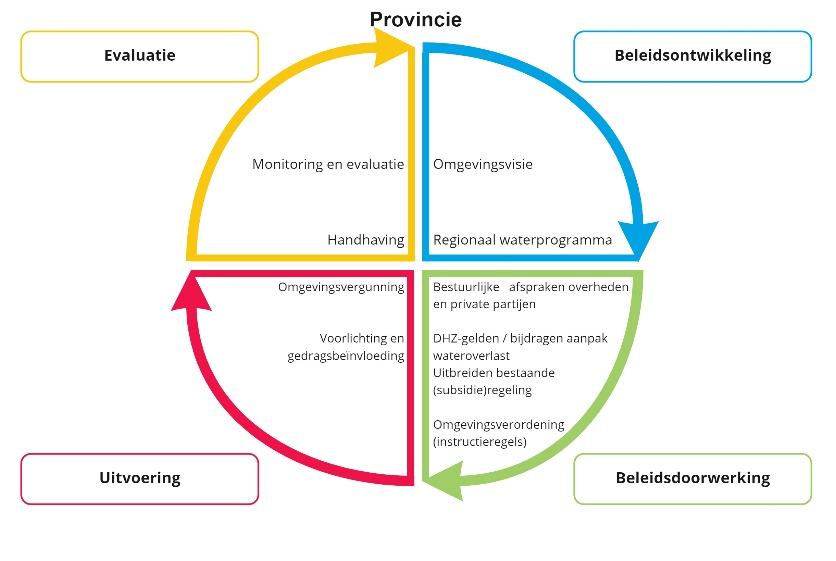 Provincie
Evaluatie
Beleidsontwikkeling
Monitoring en evaluatie
Omgevingsvisie
Handhaving
Regionaal waterprogramma
Omgevingsvergunning
Voorlichting en
gedragsbeïnvloeding
Bestuurlijke afspraken overheden
en private partijen
DHZ-gelden / bijdragen aanpak
wateroverlast
Uitbreiden bestaande
(subsidie)regeling
Omgevingsverordening
(instructieregels)
Uitvoering
Beleidsdoorwerking